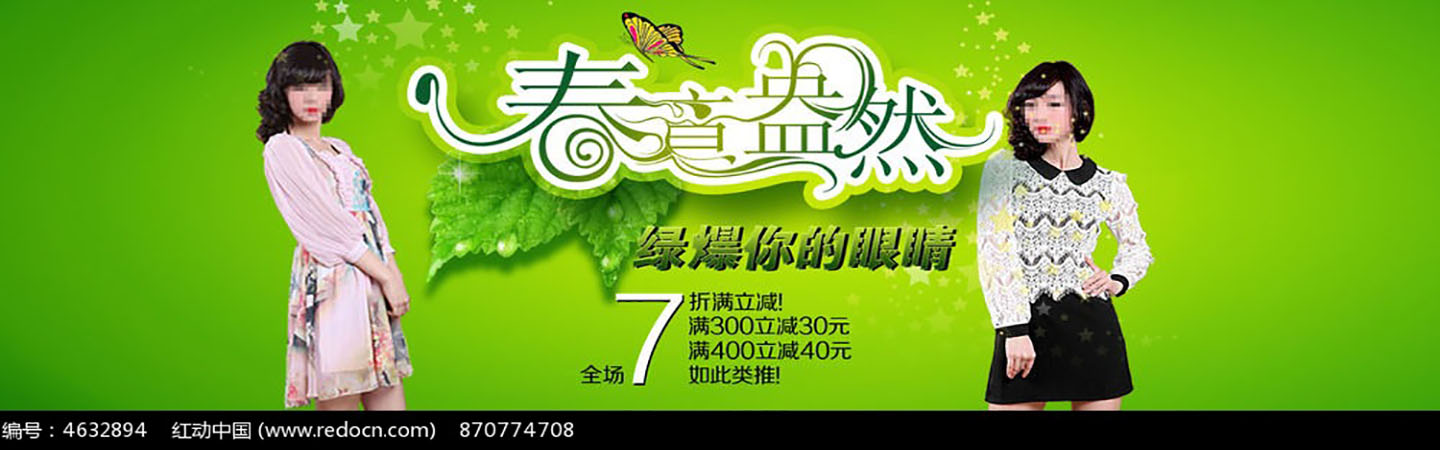 春意盎然
绿爆你的眼睛
全场7折满立减!
满300立减30元
满400立减40元
如此类推!
编号：4632894 红动中国 (www.redocn.com) 870774708